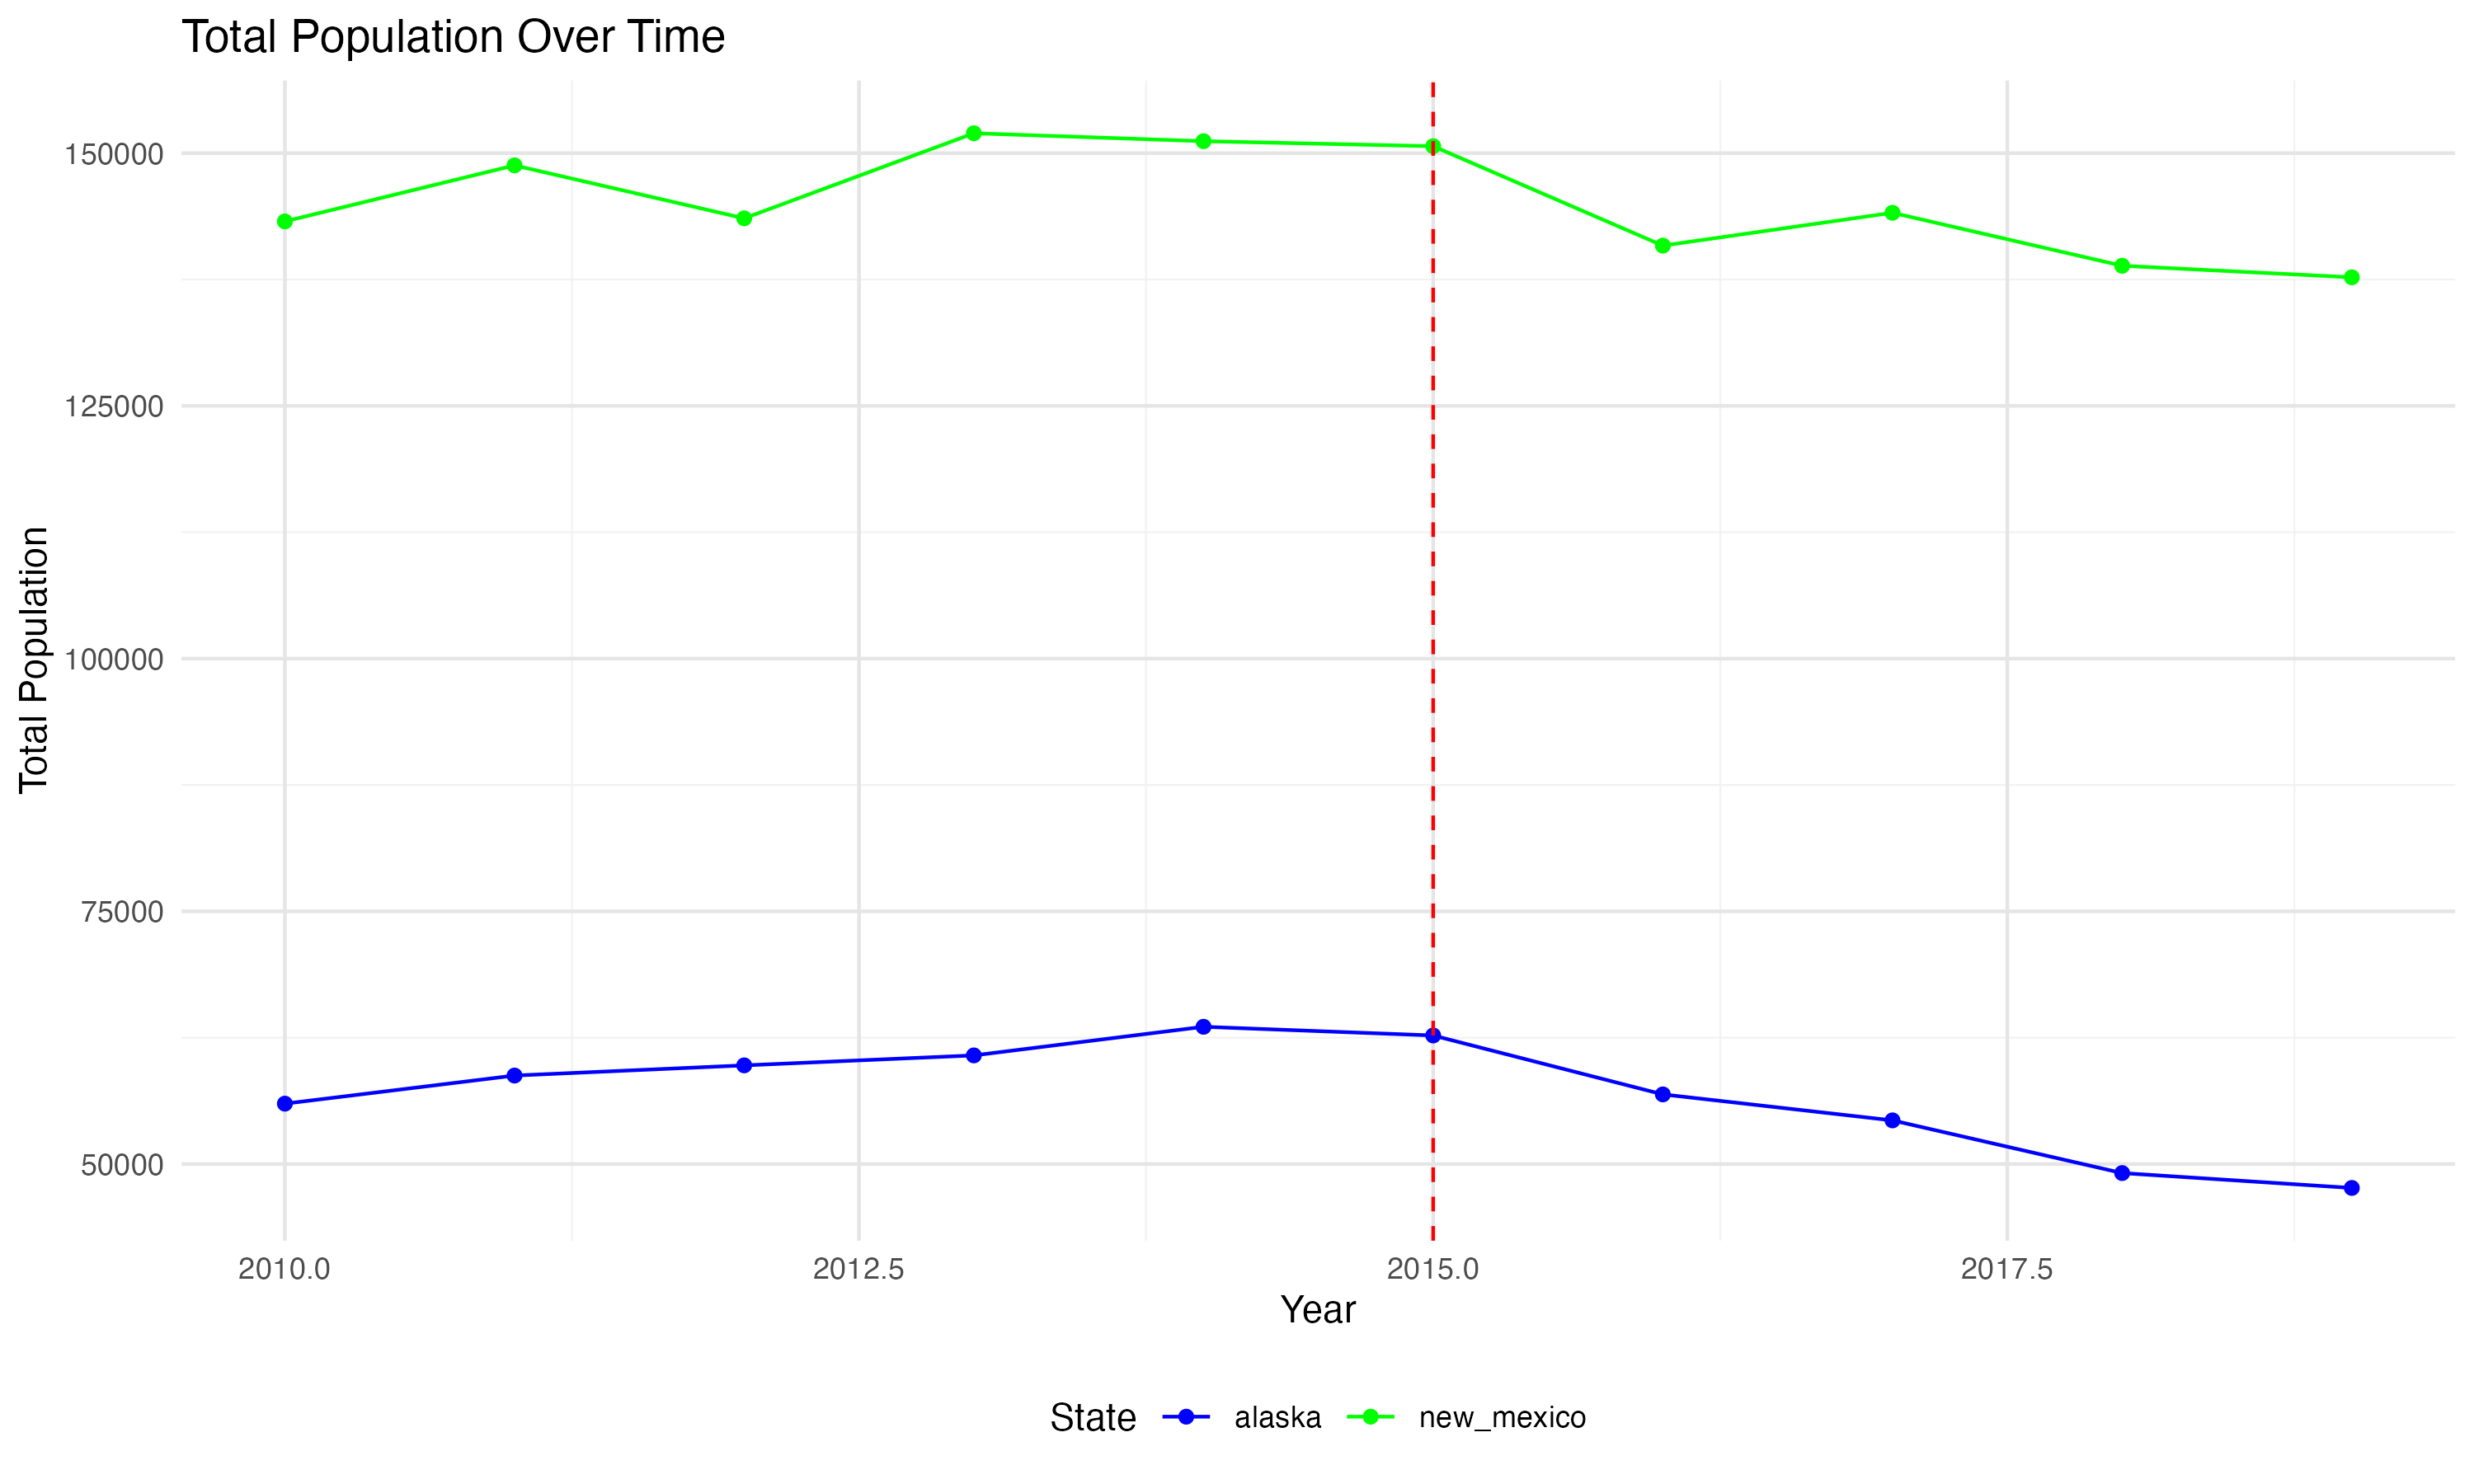 Total Population Over Time
Total Population
150000
125000
100000
75000
50000
2010.0 2012.5 2015.0 2017.5
Year
State alaska new_mexico